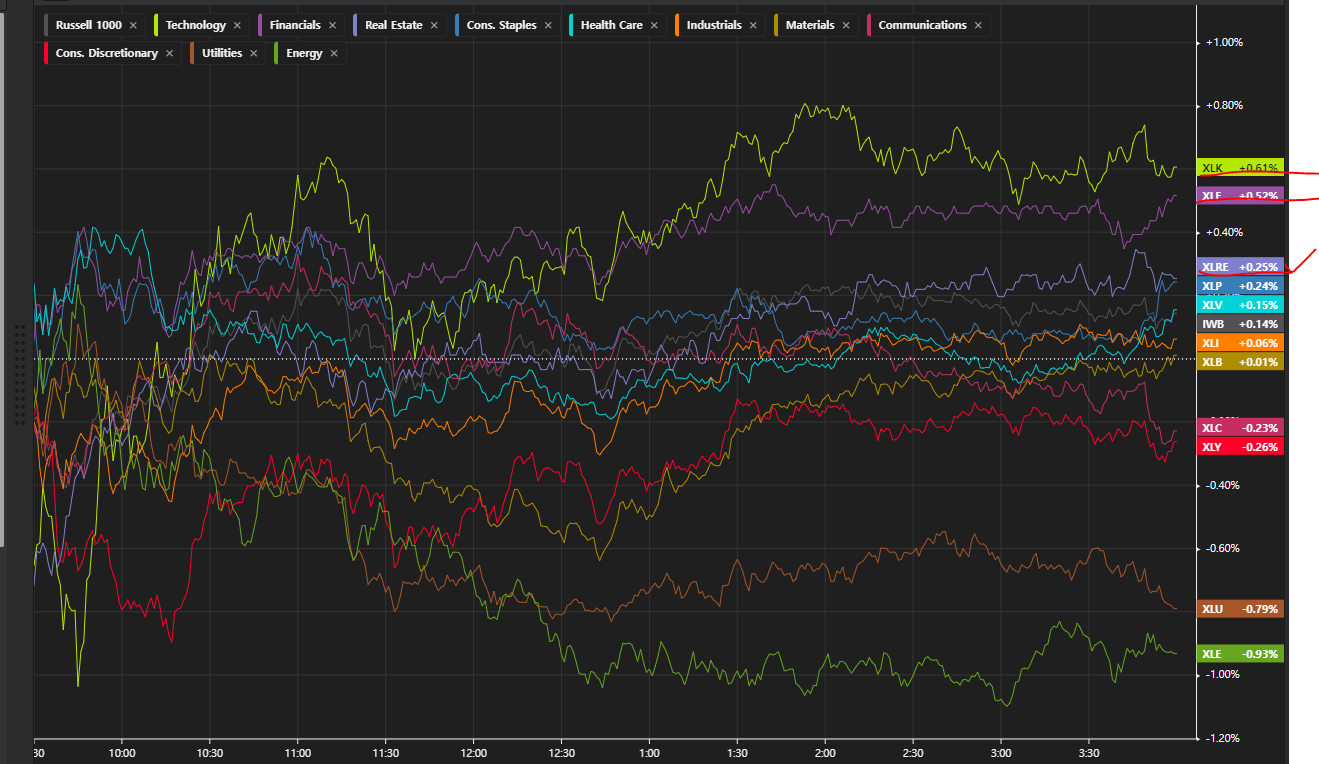 Russell 1000 × Technology × Financials × Real Estate × Cons. Staples × Health Care × Industrials × Materials × Communications ×
Cons. Discretionary × Utilities × Energy ×
+1.00%
+0.80%
XLK +0.61%
XLF +0.52%
+0.40%
XLRE +0.25%
XLP +0.24%
XLV +0.15%
IWB +0.14%
XLI +0.06%
XLB +0.01%
XLC -0.23%
XLY -0.26%
-0.40%
-0.60%
XLU -0.79%
XLE -0.93%
-1.00%
-1.20%
:30 10:00 10:30 11:00 11:30 12:00 12:30 1:00 1:30 2:00 2:30 3:00 3:30